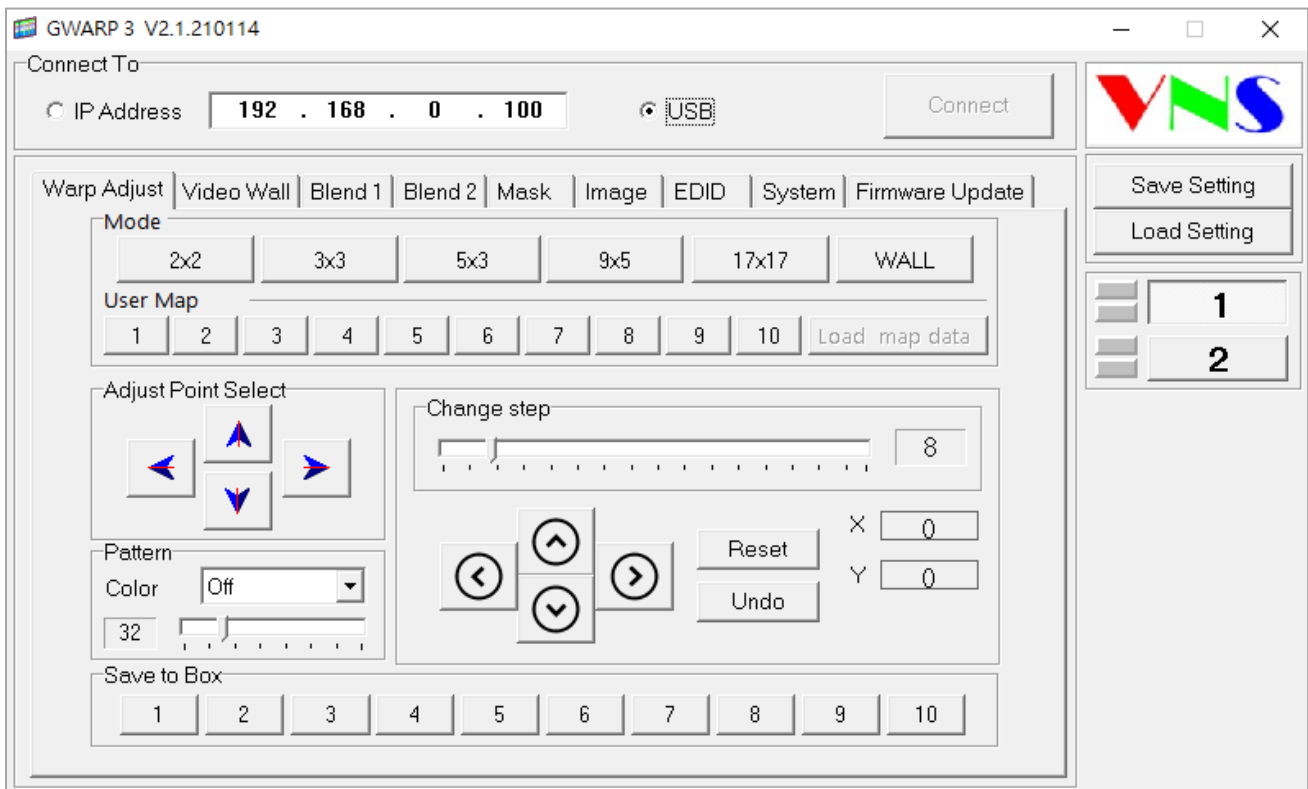 GWARP 3 V2.1.210114
Connect To
IP Address 192 . 168 . 0 . 100 USB Connect
VNS
Warp Adjust Video Wall Blend 1 Blend 2 Mask Image EDID System Firmware Update
Save Setting
Load Setting
Mode
2x2 3x3 5x3 9x5 17x17 WALL
User Map
1 2 3 4 5 6 7 8 9 10 Load map data
1
2
Adjust Point Select
Change step
8
Pattern
Color Off
32
Reset
Undo
X 0
Y 0
Save to Box
1 2 3 4 5 6 7 8 9 10